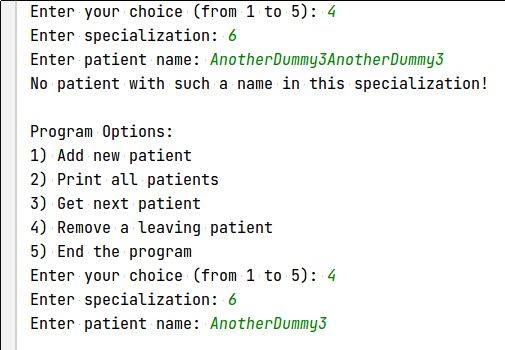 Enter your choice (from 1 to 5): 4
Enter specialization: 6
Enter patient name: AnotherDummy3AnotherDummy3
No patient with such a name in this specialization!
Program Options:
1) Add new patient
2) Print all patients
3) Get next patient
4) Remove a leaving patient
5) End the program
Enter your choice (from 1 to 5): 4
Enter specialization: 6
Enter patient name: AnotherDummy3